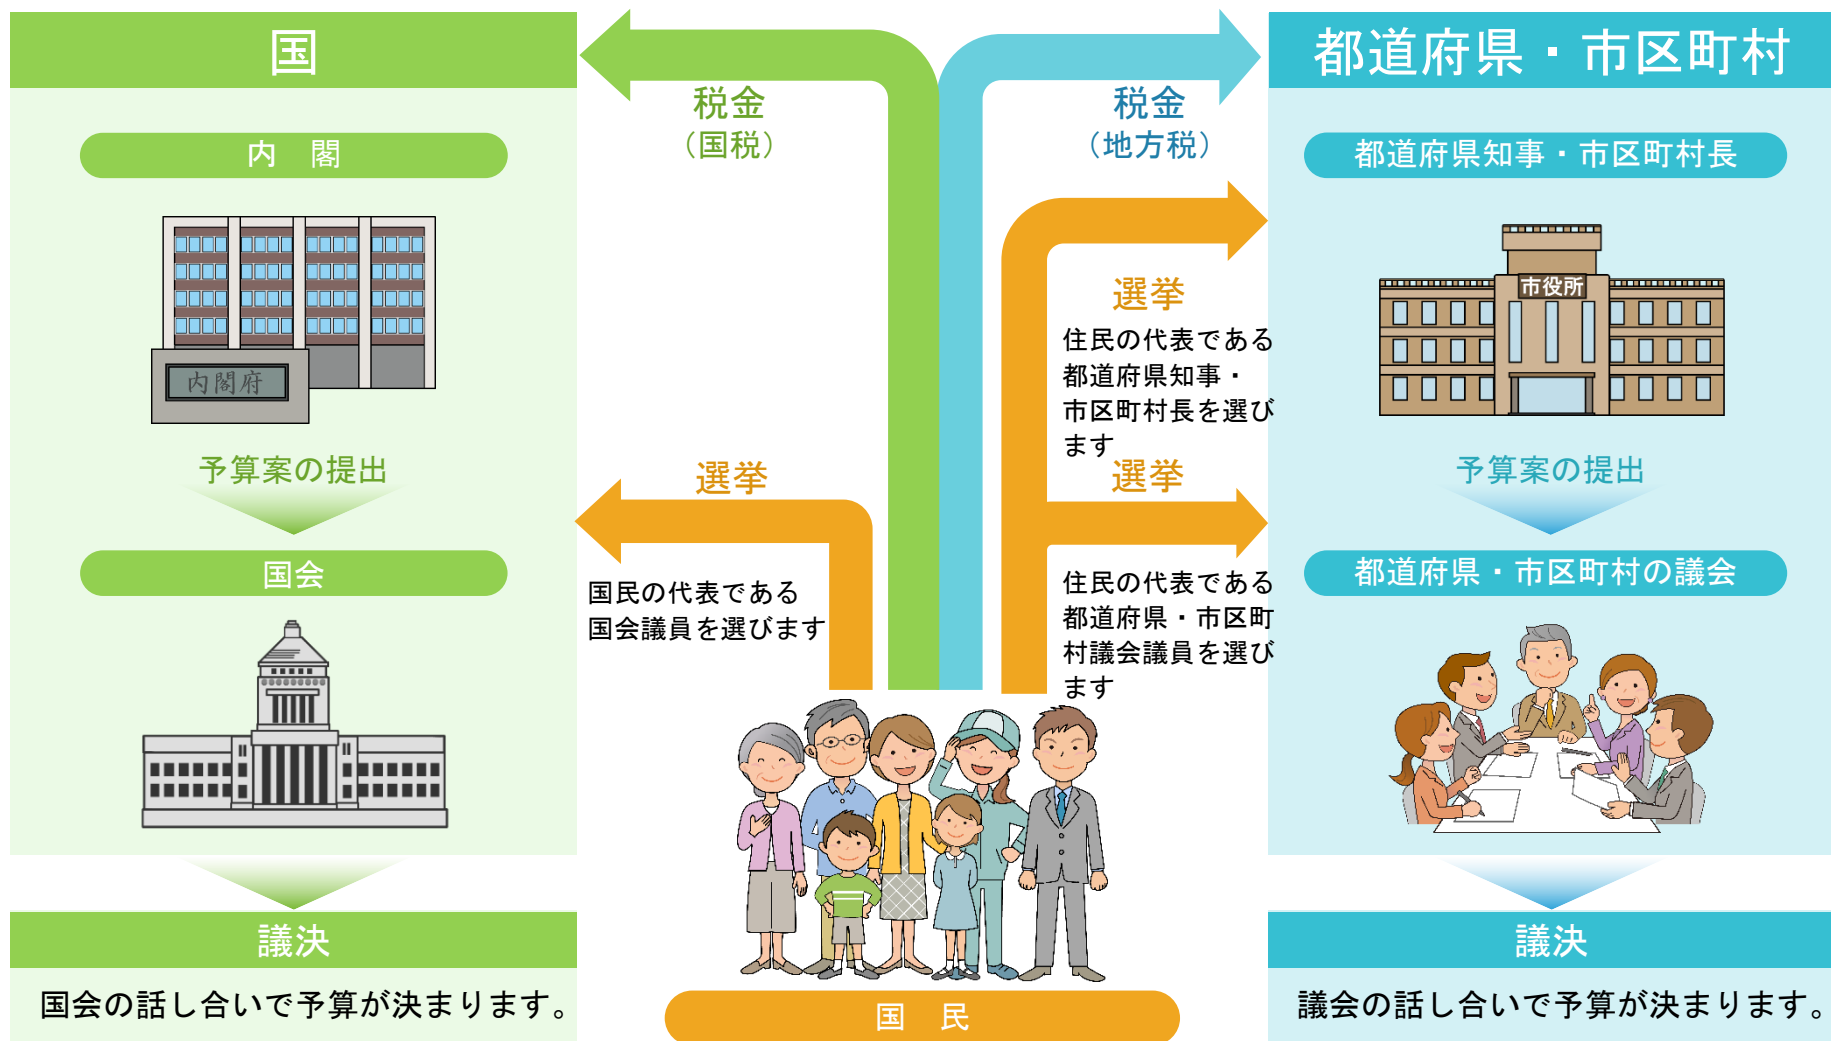 国
内　閣
内閣府
予算案の提出
国会
議決
国会の話し合いで予算が決まります。
税金
（国税）
選挙
国民の代表である
国会議員を選びます
税金
（地方税）
選挙
住民の代表である
都道府県知事・
市区町村長を選び
ます
選挙
住民の代表である
都道府県・市区町
村議会議員を選び
ます
国　民
都道府県・市区町村
都道府県知事・市区町村長
市役所
予算案の提出
都道府県・市区町村の議会
議決
議会の話し合いで予算が決まります。